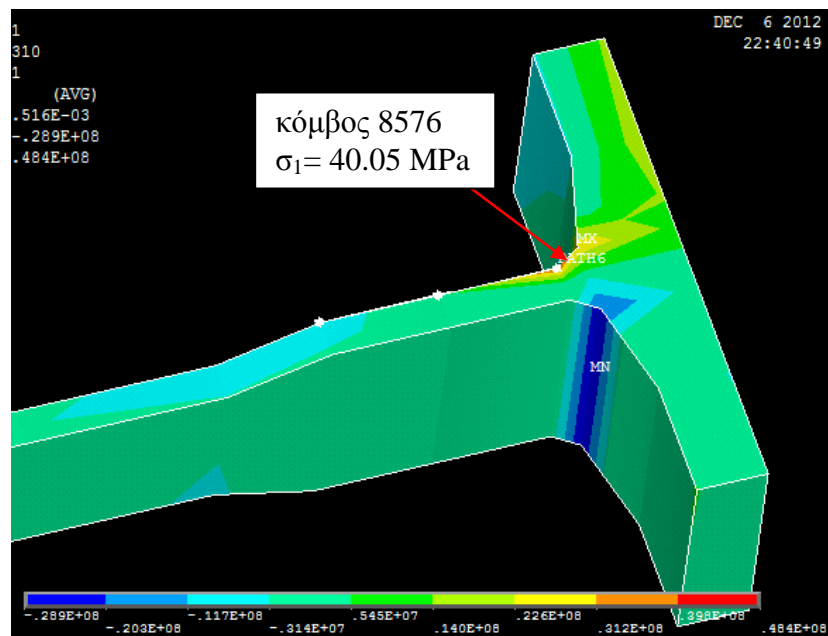 1
310
1
(AVG)
.516E-03
-.289E+08
.484E+08
DEC 6 2012
22:40:49
κόμβος 8576
σ₁= 40.05 MPa
MX
PATH6
MN
-.289E+08
-.203E+08
-.117E+08
-.314E+07
.545E+07
.140E+08
.226E+08
.312E+08
.398E+08
.484E+08